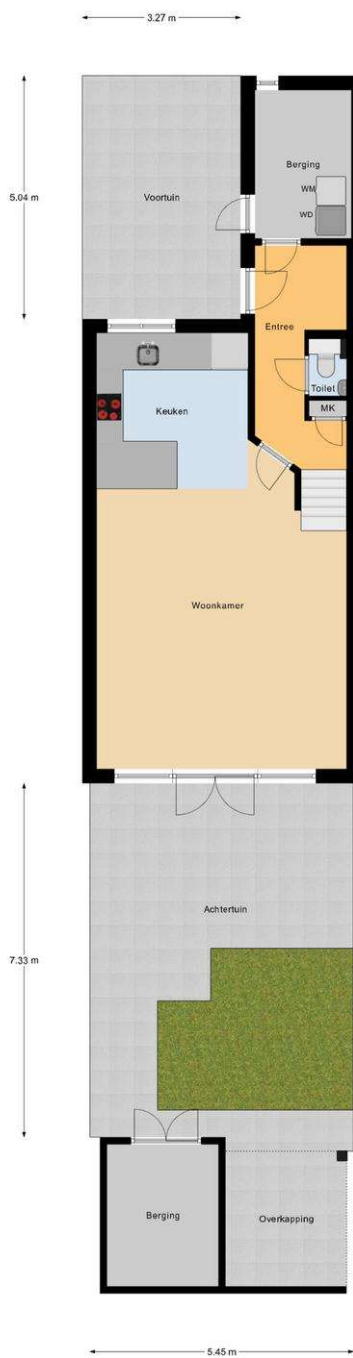 3.27 m
Berging
WM
5.04 m
Voortuin
WD
Entree
Toilet
Keuken
MK
Woonkamer
Achtertuin
7.33 m
Berging
Overkapping
5.45 m